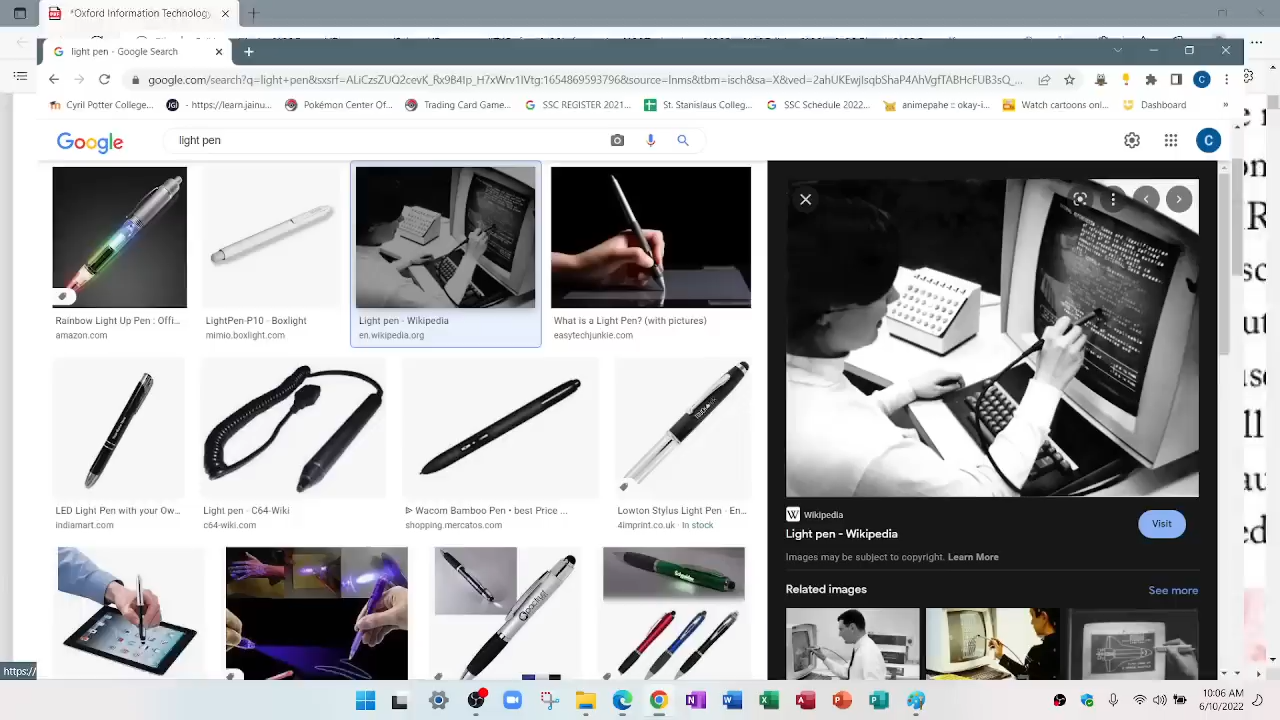 *Oxford Information Technology
light pen - Google Search
google.com/search?q=light+pen&sxsrf=ALiCzsZUQ2cevK_Rx9B4Ip_H7xWrv1IVtg:1654869593796&source=lnms&tbm=isch&sa=X&ved=2ahUKEwjIsqbShaP4AhVgfTABHcFUB3sQ_...
Cyril Potter College...
- https://learn.jainu...
Pokémon Center Of...
Trading Card Game...
SSC REGISTER 2021...
St. Stanislaus Colleg...
SSC Schedule 2022...
animepahe :: okay-i...
Watch cartoons onl...
Dashboard
»
Google
light pen
C
Rainbow Light Up Pen : Offi...
amazon.com
LightPen-P10 - Boxlight
mimio.boxlight.com
Light pen - Wikipedia
en.wikipedia.org
What is a Light Pen? (with pictures)
easytechjunkie.com
LED Light Pen with your Ow...
indiamart.com
Light pen - C64-Wiki
c64-wiki.com
ᐈ Wacom Bamboo Pen • best Price ...
shopping.mercatos.com
Lowton Stylus Light Pen - En...
4imprint.co.uk · In stock
W Wikipedia
Light pen - Wikipedia
Visit
Images may be subject to copyright. Learn More
Related images
See more
https://
10:06 AM
6/10/2022